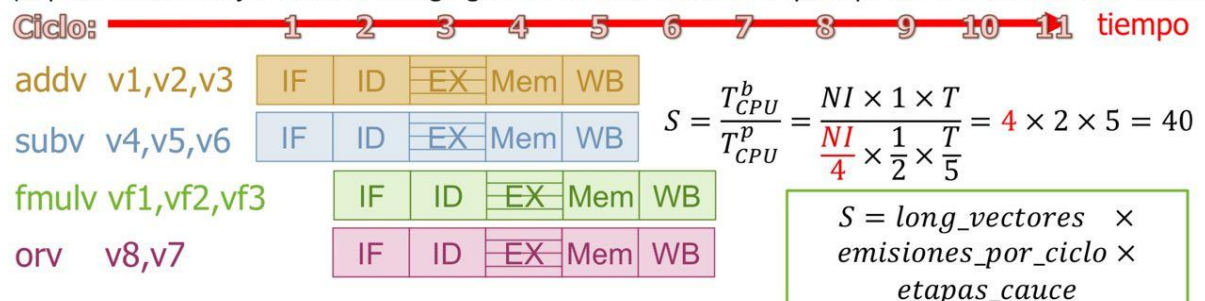 Ciclo: 1 2 3 4 5 6 7 8 9 10 11 tiempo
addv v1,v2,v3 IF ID EX Mem WB
subv v4,v5,v6 IF ID EX Mem WB
fmulv vf1,vf2,vf3 IF ID EX Mem WB
orv v8,v7 IF ID EX Mem WB
S = T^b_CPU / T^p_CPU = (NI × 1 × T) / (NI/4 × 1/2 × T/5) = 4 × 2 × 5 = 40
S = long_vectores ×
emisiones_por_ciclo ×
etapas_cauce